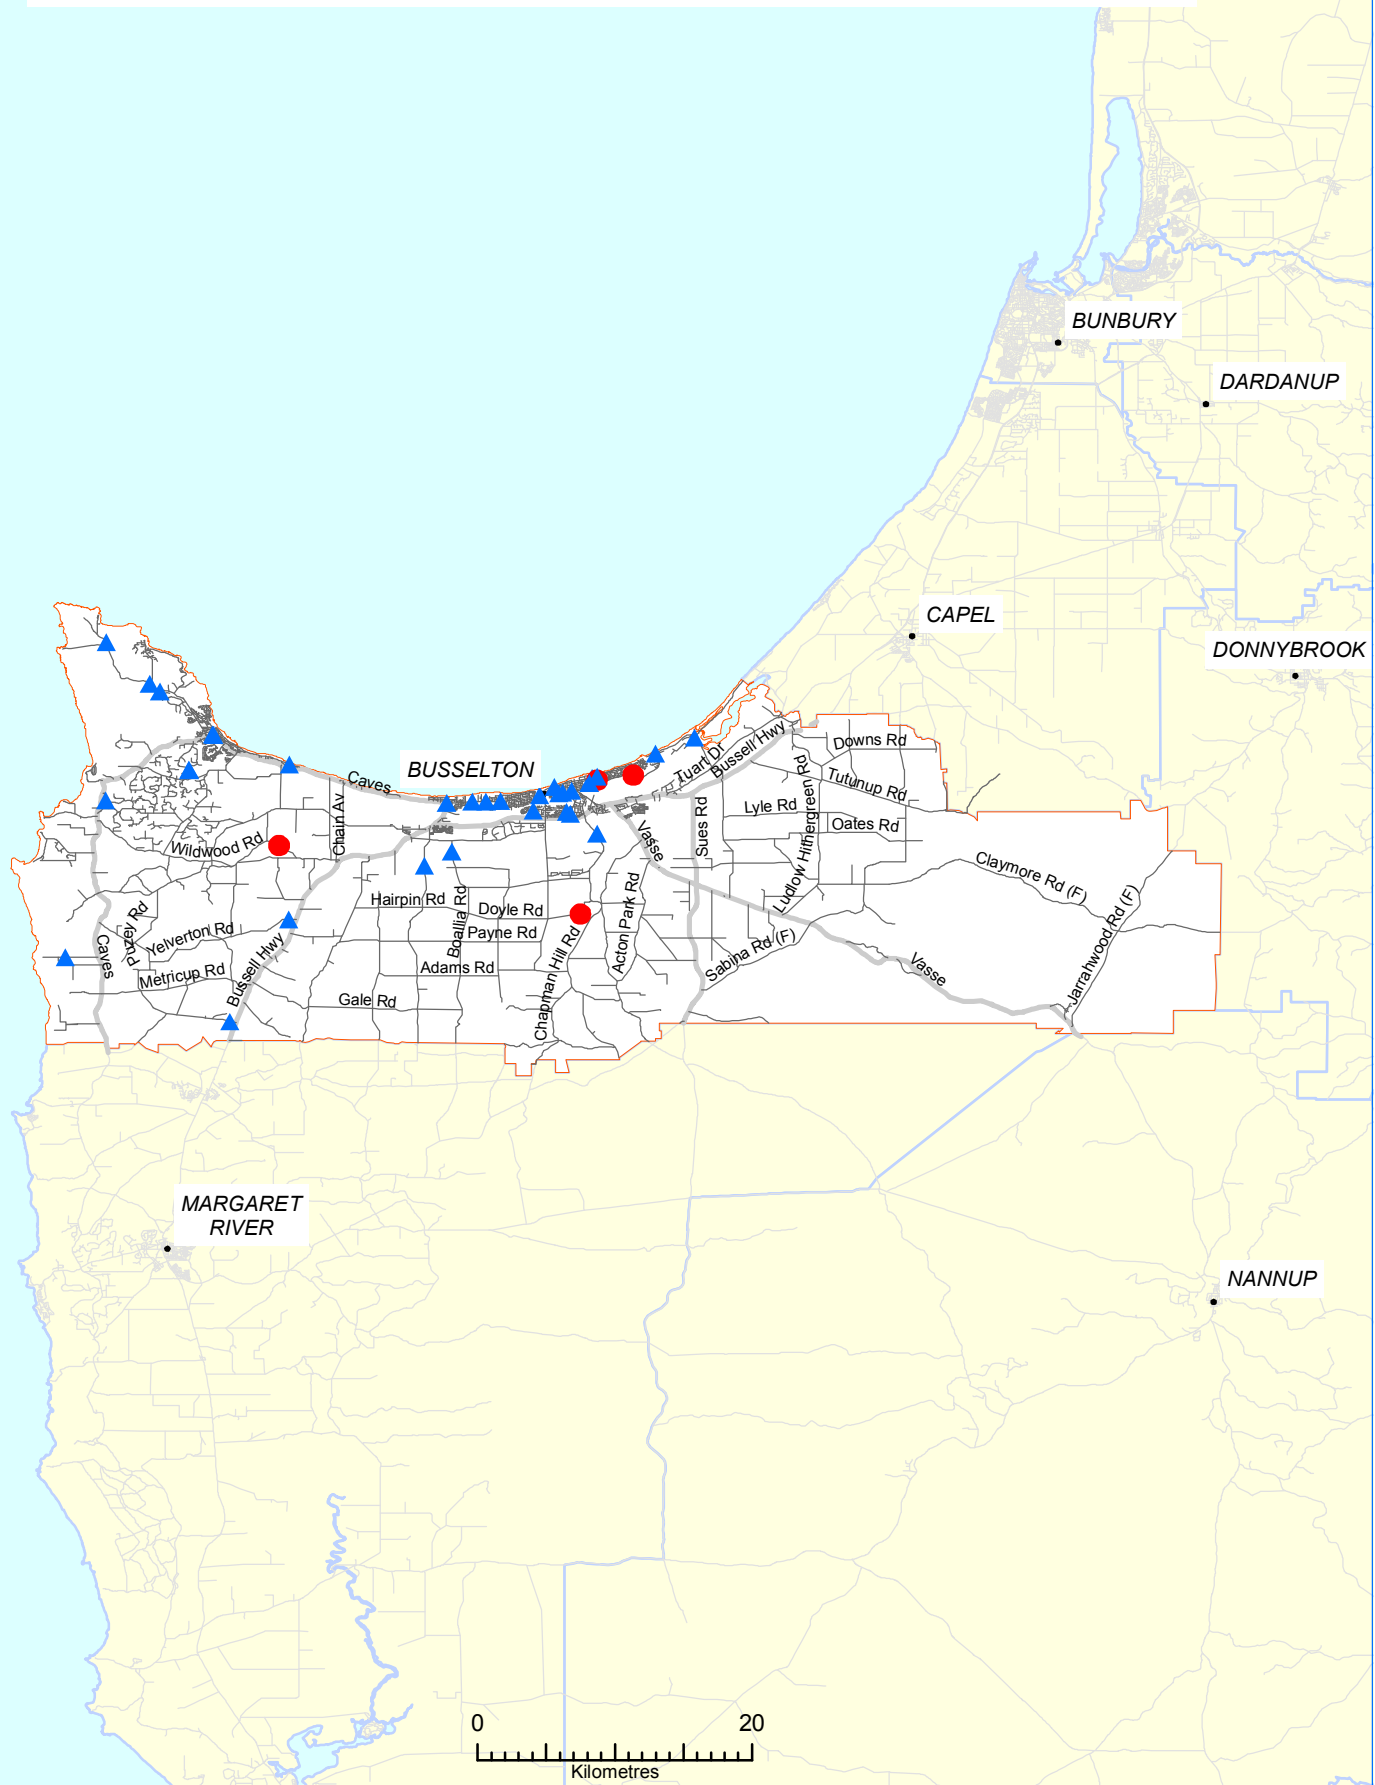 BUNBURY
DARDANUP
CAPEL
DONNYBROOK
BUSSELTON
Caves
Chain Av
Tuart Dr
Bussell Hwy
Downs Rd
Tutunup Rd
Lyle Rd
Oates Rd
Ludlow Hithergreen Rd
Sues Rd
Vasse
Wildwood Rd
Claymore Rd (F)
Jarrahwood Rd (F)
Hairpin Rd
Boallia Rd
Doyle Rd
Payne Rd
Acton Park Rd
Chapman Hill Rd
Sabina Rd (F)
Vasse
Puzey Rd
Yelverton Rd
Caves
Metricup Rd
Bussell Hwy
Adams Rd
Gale Rd
MARGARET
RIVER
NANNUP
0 20
Kilometres